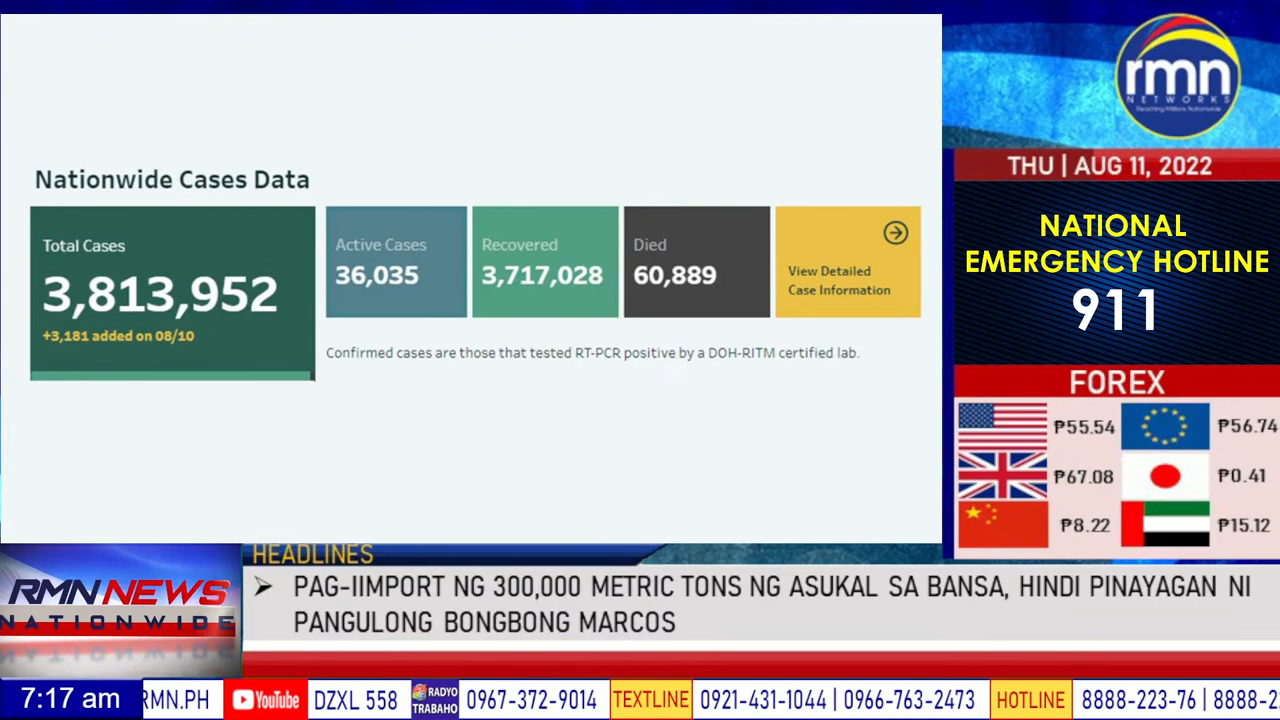 rmn
NETWORKS
Reaching Millions Nationwide
THU | AUG 11, 2022
NATIONAL
EMERGENCY HOTLINE
911
FOREX
₱55.54 ₱56.74
₱67.08 ₱0.41
₱8.22 ₱15.12
Nationwide Cases Data
Total Cases
3,813,952
+3,181 added on 08/10
Active Cases
36,035
Recovered
3,717,028
Died
60,889
View Detailed
Case Information
Confirmed cases are those that tested RT-PCR positive by a DOH-RITM certified lab.
RMN NEWS
NATIONWIDE
HEADLINES
➢ PAG-IIMPORT NG 300,000 METRIC TONS NG ASUKAL SA BANSA, HINDI PINAYAGAN NI
PANGULONG BONGBONG MARCOS
7:17 am RMN.PH YouTube DZXL 558 RADYO TRABAHO 0967-372-9014 TEXTLINE 0921-431-1044 | 0966-763-2473 HOTLINE 8888-223-76 | 8888-2